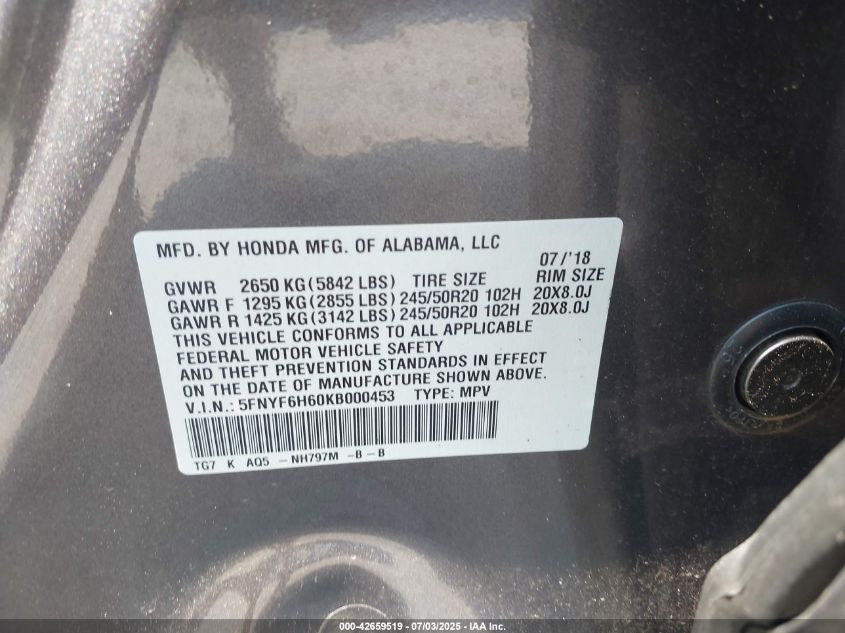 MFD. BY HONDA MFG. OF ALABAMA, LLC 07/'18
GVWR 2650 KG (5842 LBS) TIRE SIZE RIM SIZE
GAWR F 1295 KG (2855 LBS) 245/50R20 102H 20X8.0J
GAWR R 1425 KG (3142 LBS) 245/50R20 102H 20X8.0J
THIS VEHICLE CONFORMS TO ALL APPLICABLE
FEDERAL MOTOR VEHICLE SAFETY
AND THEFT PREVENTION STANDARDS IN EFFECT
ON THE DATE OF MANUFACTURE SHOWN ABOVE.
V.I.N.: 5FNYF6H60KB000453 TYPE: MPV
TG7 K AQ5 -NH797M -B-B
000-42659519 - 07/03/2025 - IAA Inc.